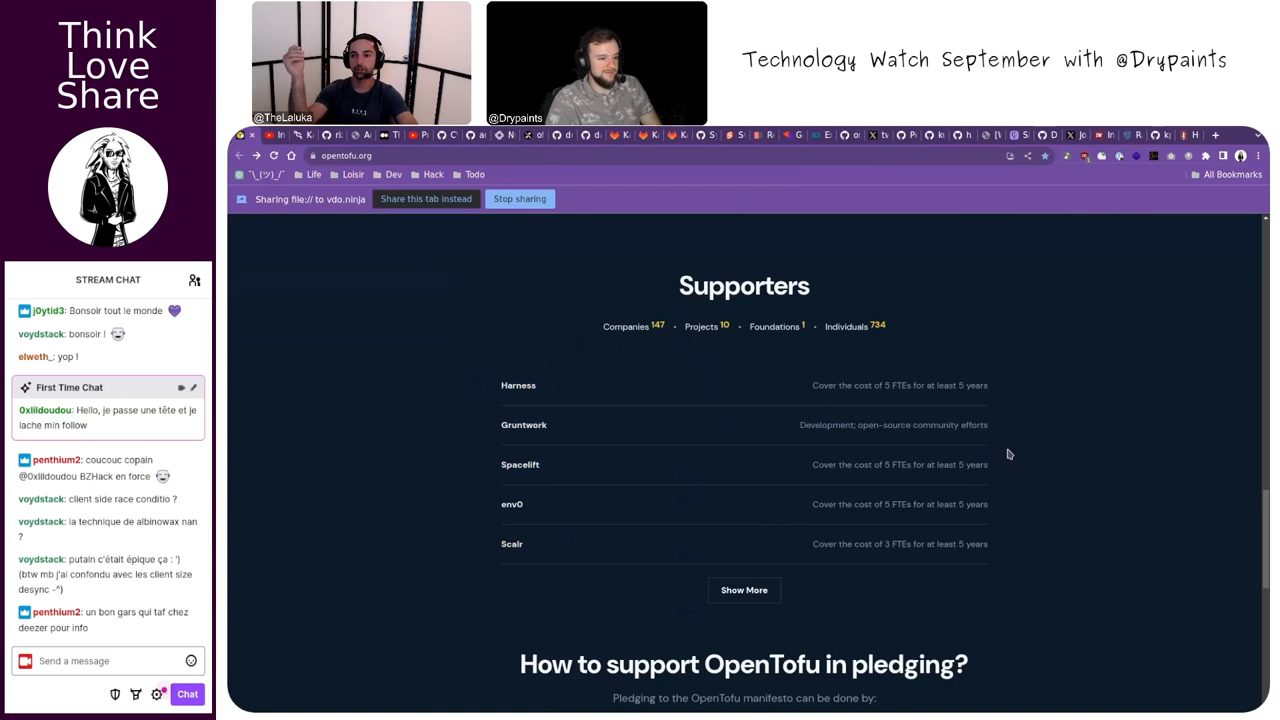 Think
Love
Share
@TheLaluka
@Drypaints
Technology Watch September with @Drypaints
opentofu.org
¯\_(ツ)_/¯ Life Loisir Dev Hack Todo All Bookmarks
Sharing file:// to vdo.ninja Share this tab instead Stop sharing
STREAM CHAT
j0ytid3: Bonsoir tout le monde
voydstack: bonsoir !
elweth_: yop !
First Time Chat
0xlildoudou: Hello, je passe une tête et je
lache min follow
penthium2: coucouc copain
@0xlildoudou BZHack en force
voydstack: client side race conditio ?
voydstack: la technique de albinowax nan
?
voydstack: putain c'était épique ça : ')
(btw mb j'ai confondu avec les client size
desync -^)
penthium2: un bon gars qui taf chez
deezer pour info
Send a message
Chat
Supporters
Companies 147 • Projects 10 • Foundations 1 • Individuals 734
Harness Cover the cost of 5 FTEs for at least 5 years
Gruntwork Development; open-source community efforts
Spacelift Cover the cost of 5 FTEs for at least 5 years
env0 Cover the cost of 5 FTEs for at least 5 years
Scalr Cover the cost of 3 FTEs for at least 5 years
Show More
How to support OpenTofu in pledging?
Pledging to the OpenTofu manifesto can be done by: